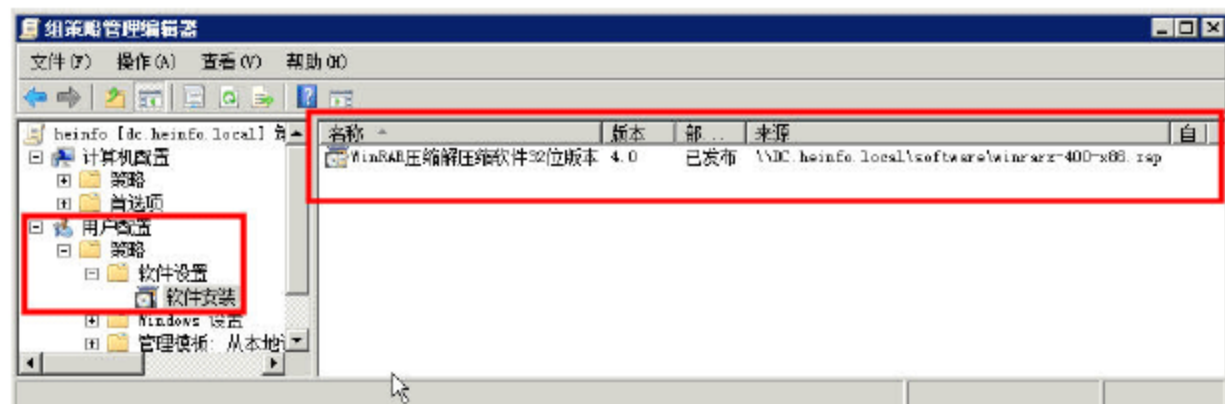 组策略管理编辑器
文件(F) 操作(A) 查看(V) 帮助(H)
heinfo [dc.heinfo.local]
计算机配置
策略
首选项
用户配置
策略
软件设置
软件安装
Windows 设置
管理模板: 从本地
名称 版本 部... 来源 自
WinRAR压缩解压缩软件32位版本 4.0 已发布 \\DC.heinfo.local\software\winrarz-400-x86.zap